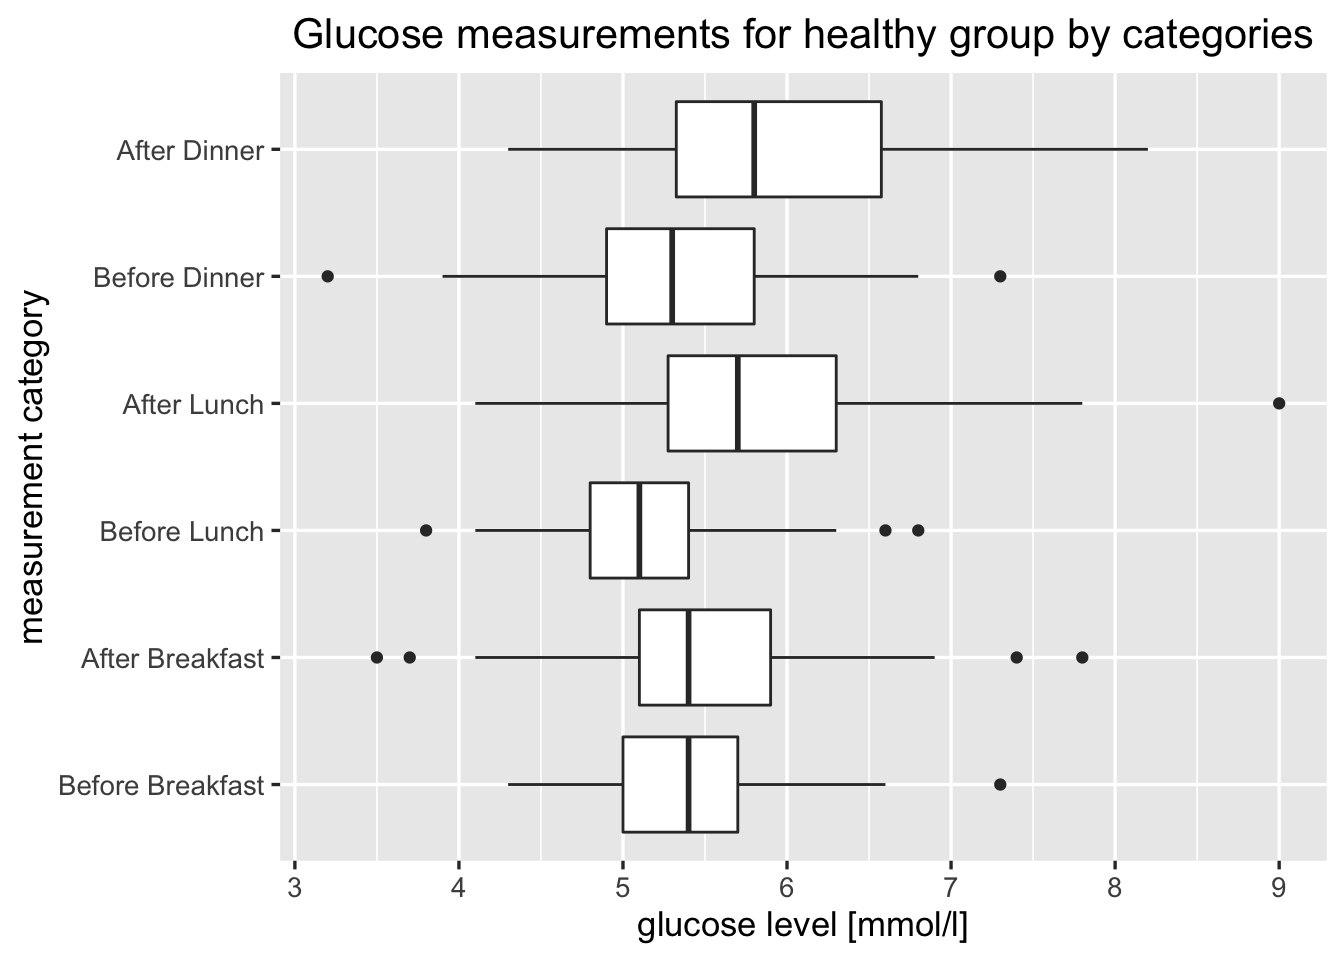 Glucose measurements for healthy group by categories
measurement category
After Dinner
Before Dinner
After Lunch
Before Lunch
After Breakfast
Before Breakfast
3 4 5 6 7 8 9
glucose level [mmol/l]